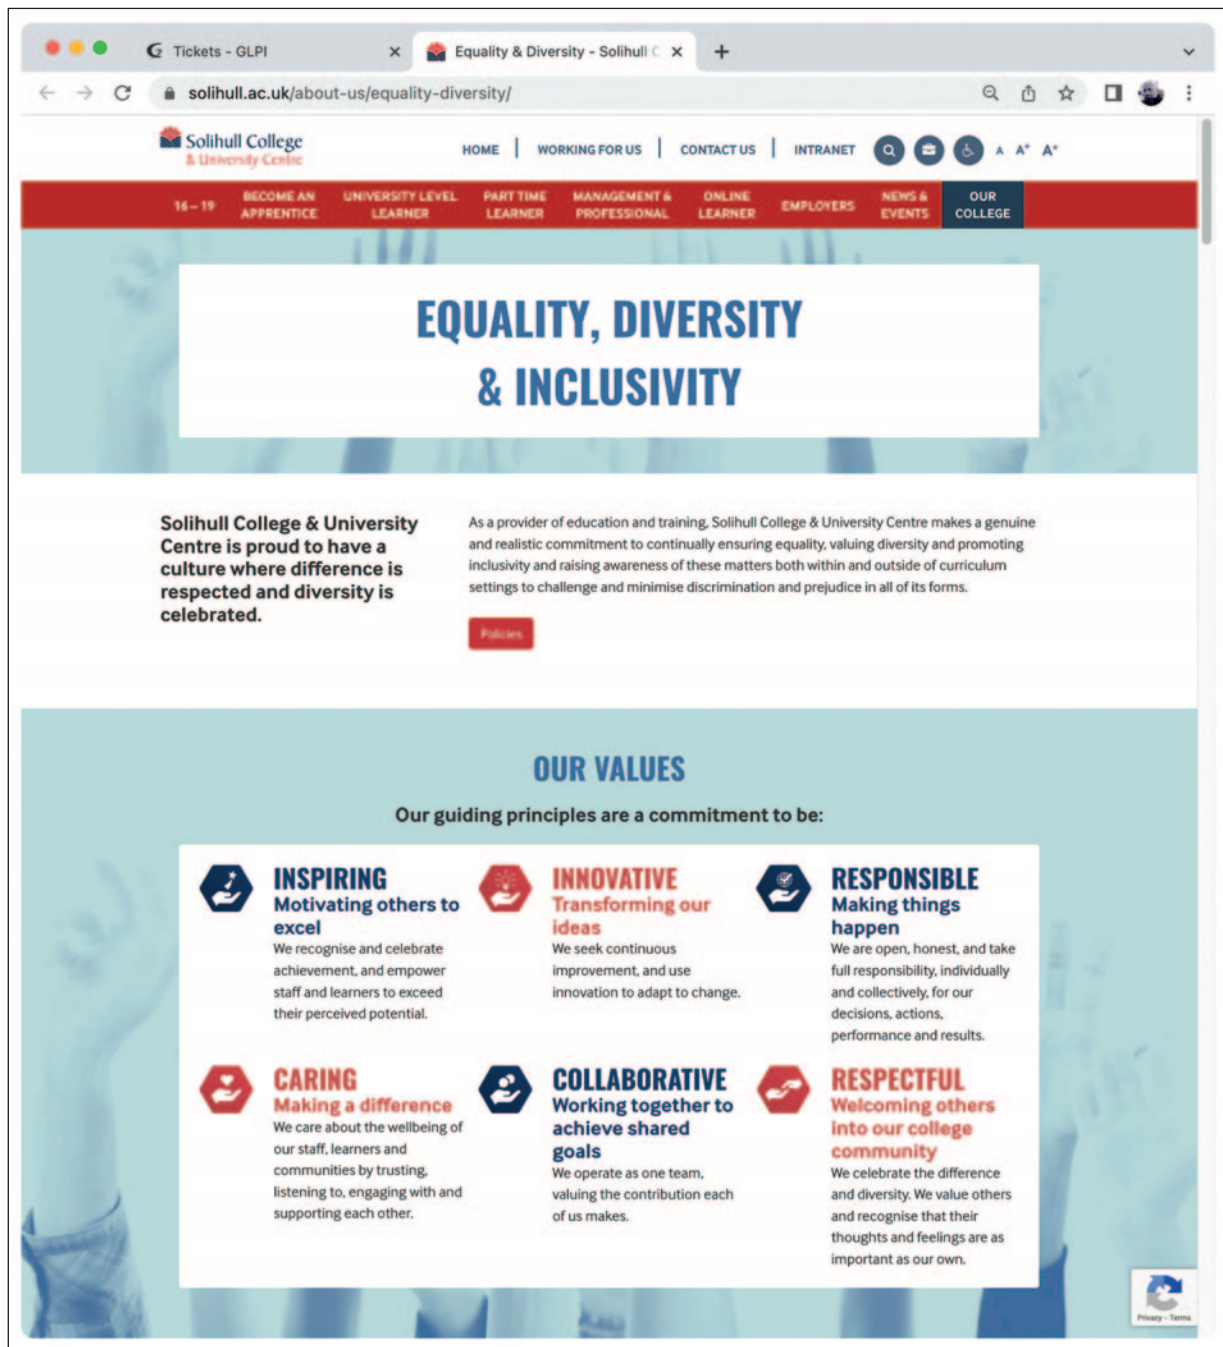 Tickets - GLPI
Equality & Diversity - Solihull C
solihull.ac.uk/about-us/equality-diversity/
Solihull College
& University Centre
HOME | WORKING FOR US | CONTACT US | INTRANET
A A+ A+
16 – 19
BECOME AN
APPRENTICE
UNIVERSITY LEVEL
LEARNER
PART TIME
LEARNER
MANAGEMENT &
PROFESSIONAL
ONLINE
LEARNER
EMPLOYERS
NEWS &
EVENTS
OUR
COLLEGE
EQUALITY, DIVERSITY
& INCLUSIVITY
Solihull College & University
Centre is proud to have a
culture where difference is
respected and diversity is
celebrated.
As a provider of education and training, Solihull College & University Centre makes a genuine
and realistic commitment to continually ensuring equality, valuing diversity and promoting
inclusivity and raising awareness of these matters both within and outside of curriculum
settings to challenge and minimise discrimination and prejudice in all of its forms.
Policies
OUR VALUES
Our guiding principles are a commitment to be:
INSPIRING
Motivating others to
excel
We recognise and celebrate
achievement, and empower
staff and learners to exceed
their perceived potential.
INNOVATIVE
Transforming our
ideas
We seek continuous
improvement, and use
innovation to adapt to change.
RESPONSIBLE
Making things
happen
We are open, honest, and take
full responsibility, individually
and collectively, for our
decisions, actions,
performance and results.
CARING
Making a difference
We care about the wellbeing of
our staff, learners and
communities by trusting,
listening to, engaging with and
supporting each other.
COLLABORATIVE
Working together to
achieve shared
goals
We operate as one team,
valuing the contribution each
of us makes.
RESPECTFUL
Welcoming others
into our college
community
We celebrate the difference
and diversity. We value others
and recognise that their
thoughts and feelings are as
important as our own.
Privacy - Terms